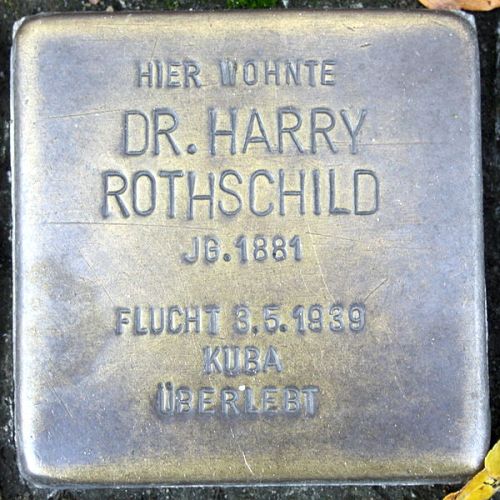 HIER WOHNTE
DR. HARRY
ROTHSCHILD
JG. 1881
FLUCHT 3.5.1939
KUBA
ÜBERLEBT